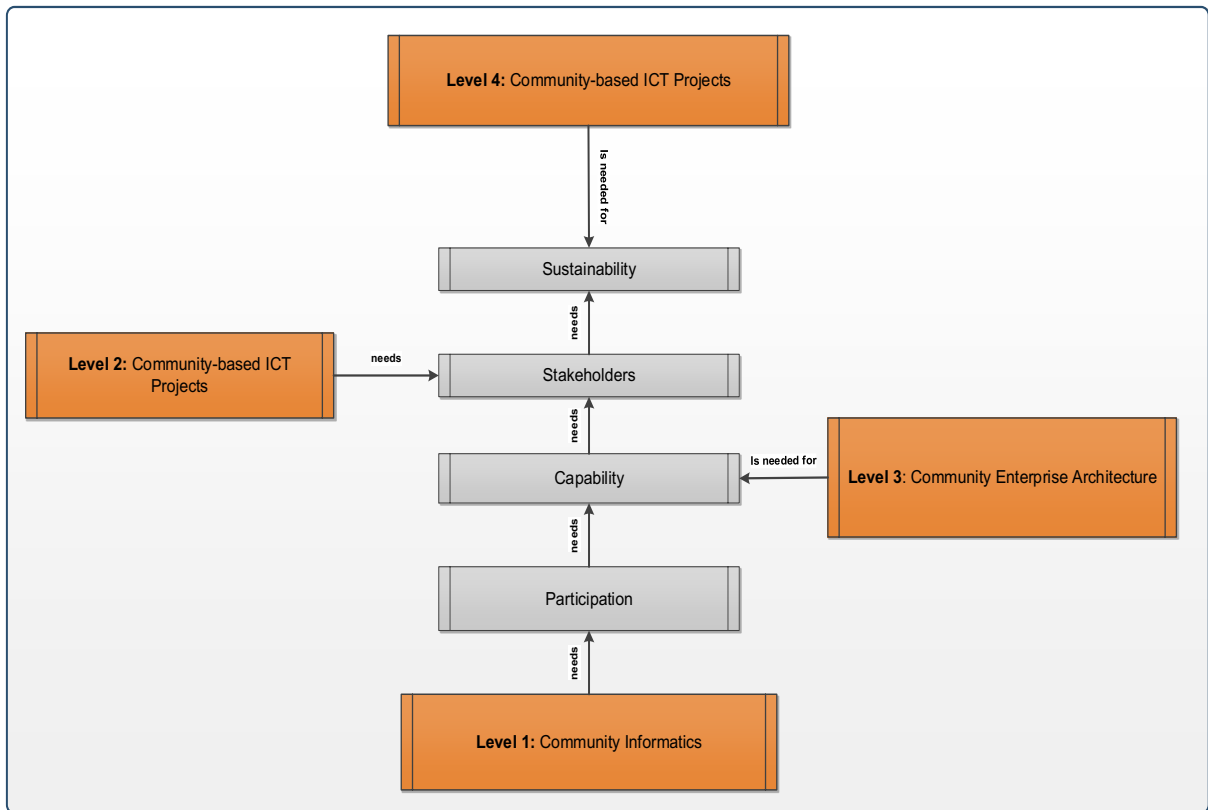 Level 4: Community-based ICT Projects
Is needed for
Sustainability
needs
Level 2: Community-based ICT
Projects
needs
Stakeholders
needs
Capability
Is needed for
Level 3: Community Enterprise Architecture
needs
Participation
needs
Level 1: Community Informatics